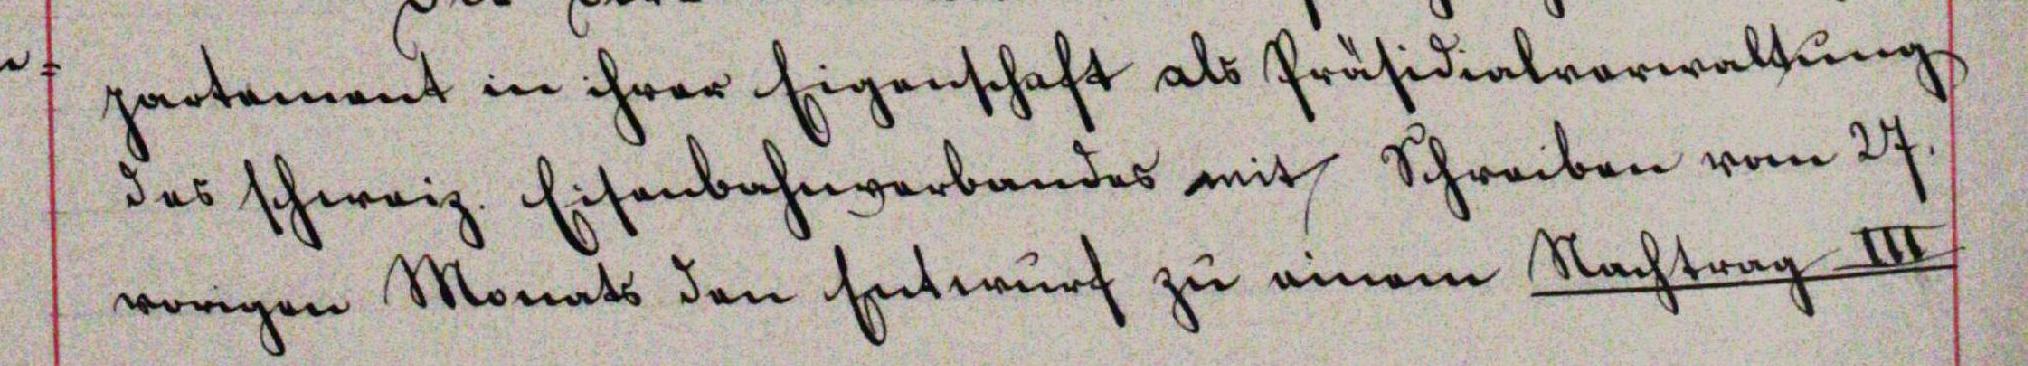 partement in ihrer Eigenschaft als Präsidialverwaltung
des schweiz. Eisenbahnverbandes mit Schreiben vom 27.
vorigen Monats den Entwurf zu einem Nachtrag III